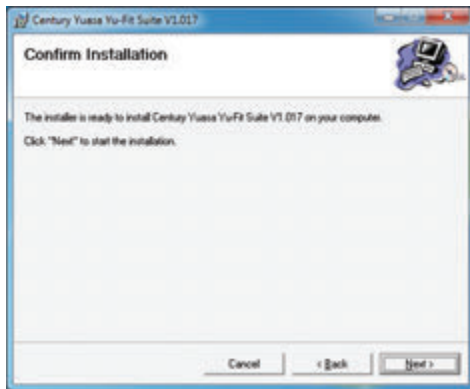 Century Yuasa Yu-Fit Suite V1.017
Confirm Installation
The installer is ready to install Century Yuasa Yu-Fit Suite V1.017 on your computer.
Click "Next" to start the installation.
Cancel
< Back
Next >